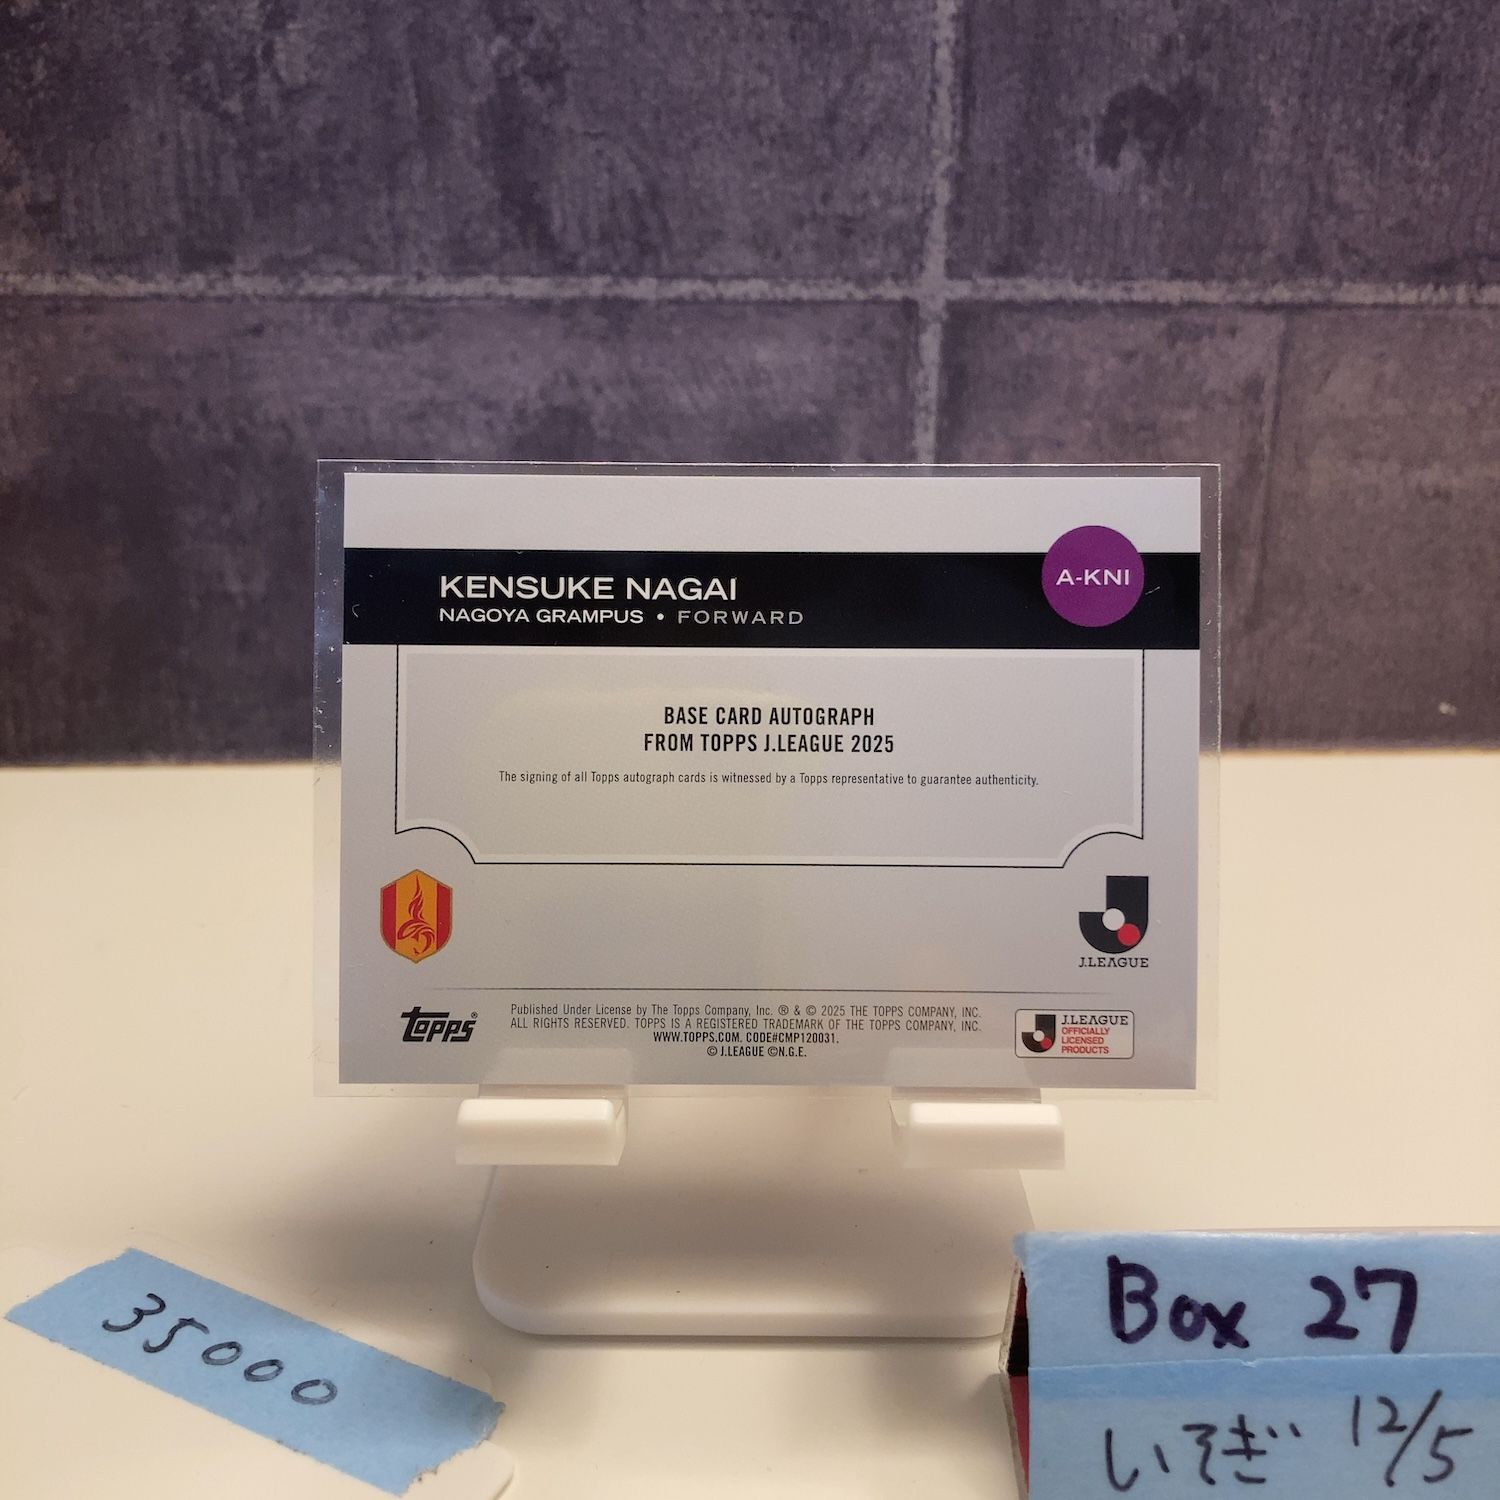 KENSUKE NAGAI
NAGOYA GRAMPUS • FORWARD
A-KNI
BASE CARD AUTOGRAPH
FROM TOPPS J.LEAGUE 2025
The signing of all Topps autograph cards is witnessed by a Topps representative to guarantee authenticity.
J.LEAGUE
topps®
Published Under License by The Topps Company, Inc. ® & © 2025 THE TOPPS COMPANY, INC.
ALL RIGHTS RESERVED. TOPPS IS A REGISTERED TRADEMARK OF THE TOPPS COMPANY, INC.
WWW.TOPPS.COM. CODE#CMP120031.
© J.LEAGUE ©N.G.E.
J.LEAGUE
OFFICIALLY
LICENSED
PRODUCTS
35000
Box 27
いそぎ 12/5